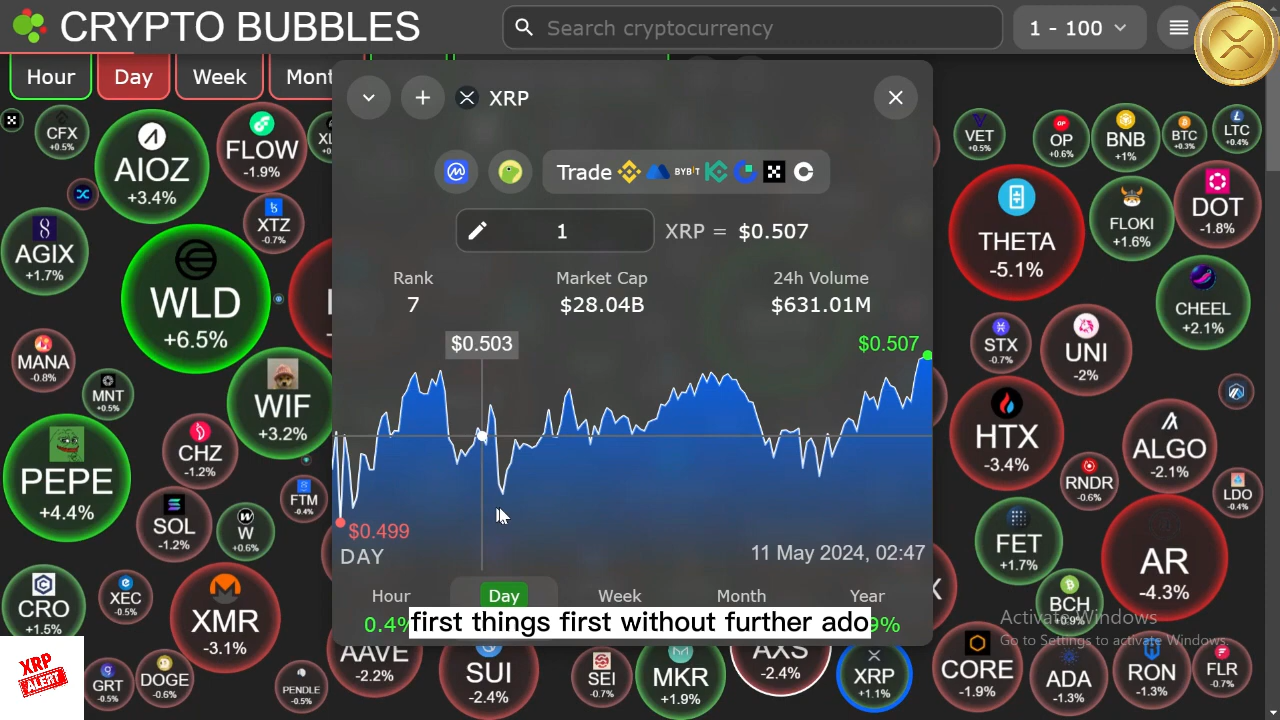 CRYPTO BUBBLES
Search cryptocurrency
1 - 100
Hour
Day
Week
Mont
XRP
Trade
BYBIT
1
XRP = $0.507
Rank
7
Market Cap
$28.04B
24h Volume
$631.01M
$0.503
$0.507
$0.499
DAY
11 May 2024, 02:47
Hour
Day
Week
Month
Year
0.4%
9%
first things first without further ado
CFX
+0.5%
AIOZ
+3.4%
FLOW
-1.9%
XL
+0
XTZ
-0.7%
AGIX
+1.7%
WLD
+6.5%
MANA
-0.8%
MNT
+0.5%
WIF
+3.2%
CHZ
-1.2%
PEPE
+4.4%
FTM
-0.4%
SOL
-1.2%
W
+0.6%
CRO
+1.5%
XEC
-0.5%
XMR
-3.1%
XRP
ALERT
GRT
-0.5%
DOGE
-0.6%
PENDLE
-0.5%
AAVE
-2.2%
SUI
-2.4%
SEI
-0.7%
MKR
+1.9%
AXS
-2.4%
XRP
+1.1%
VET
+0.5%
OP
+0.6%
BNB
+1%
BTC
+0.3%
LTC
+0.4%
THETA
-5.1%
FLOKI
+1.6%
DOT
-1.8%
CHEEL
+2.1%
STX
-0.7%
UNI
-2%
HTX
-3.4%
ALGO
-2.1%
RNDR
-0.6%
LDO
-0.4%
FET
+1.7%
AR
-4.3%
BCH
+0.9%
Activate Windows
Go to Settings to activate Windows.
CORE
-1.9%
ADA
-1.3%
RON
-1.3%
FLR
-0.7%